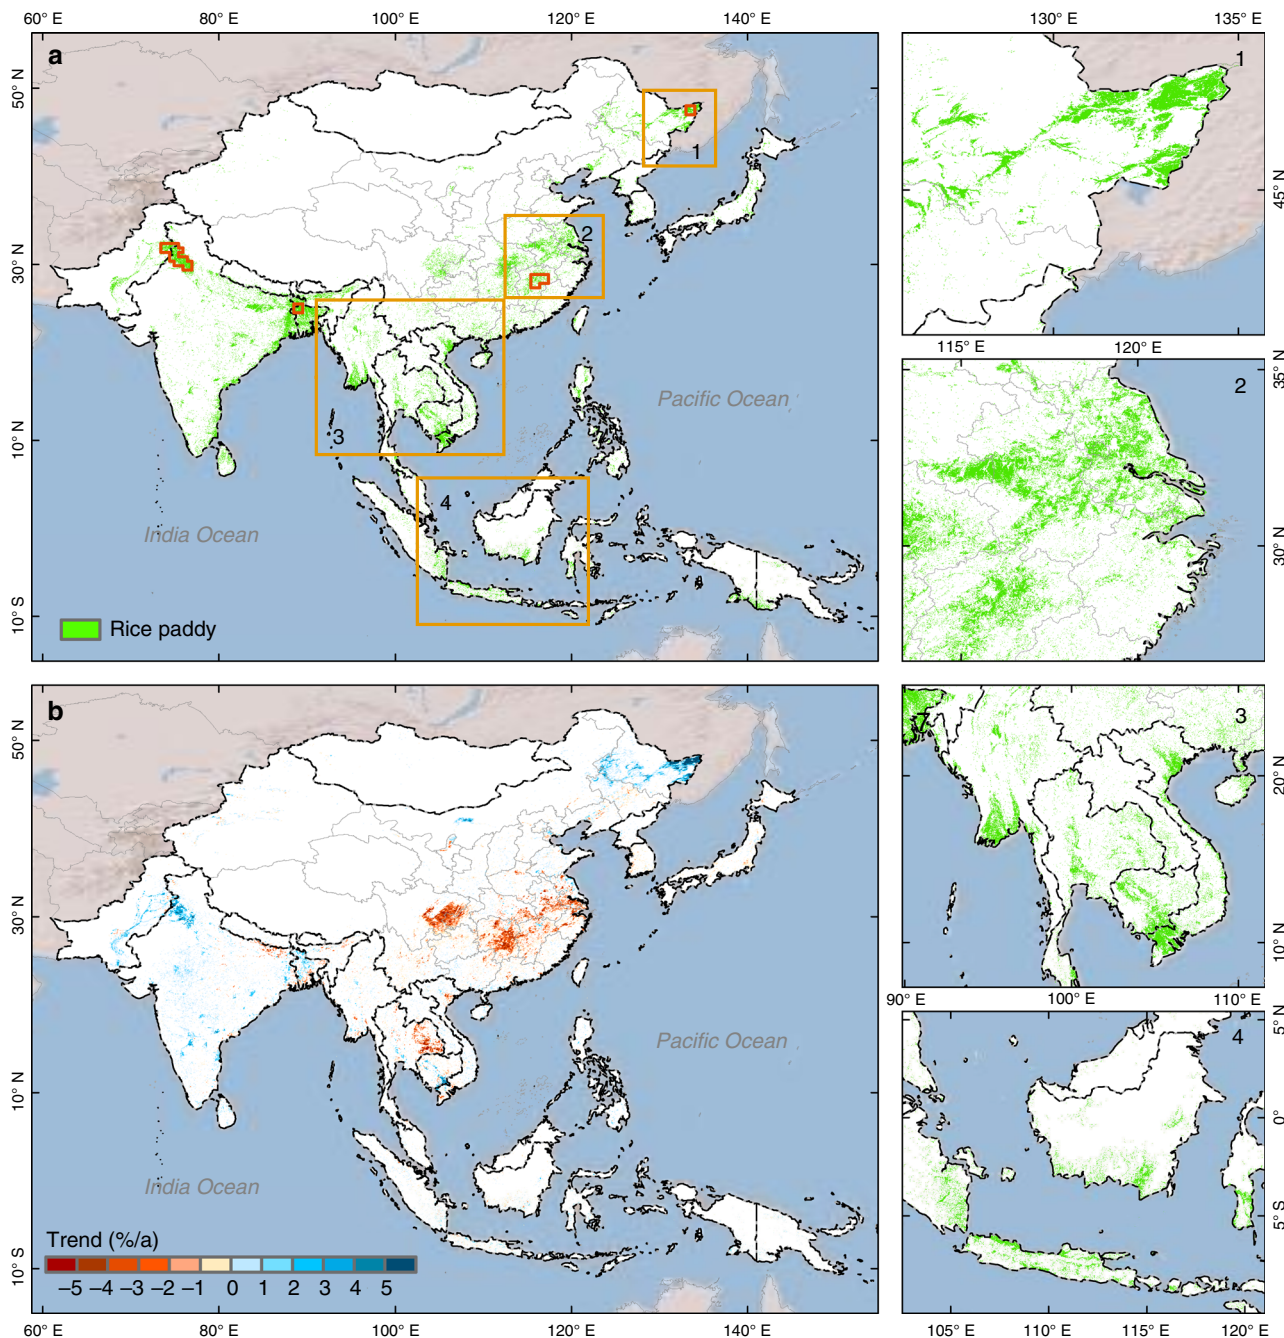 60° E 80° E 100° E 120° E 140° E
130° E 135° E
a
50° N
30° N
10° N
10° S
1
2
3
4
Pacific Ocean
India Ocean
Rice paddy
1
45° N
115° E 120° E
2
35° N
30° N
b
50° N
30° N
10° N
10° S
Pacific Ocean
India Ocean
Trend (%/a)
–5 –4 –3 –2 –1 0 1 2 3 4 5
60° E 80° E 100° E 120° E 140° E
3
20° N
10° N
90° E 100° E 110° E
4
5° N
0°
5° S
105° E 110° E 115° E 120° E